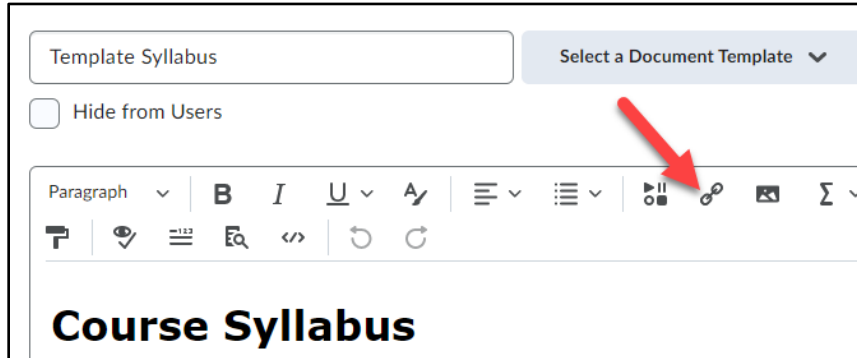 Template Syllabus
Select a Document Template
Hide from Users
Paragraph B I U A
Course Syllabus